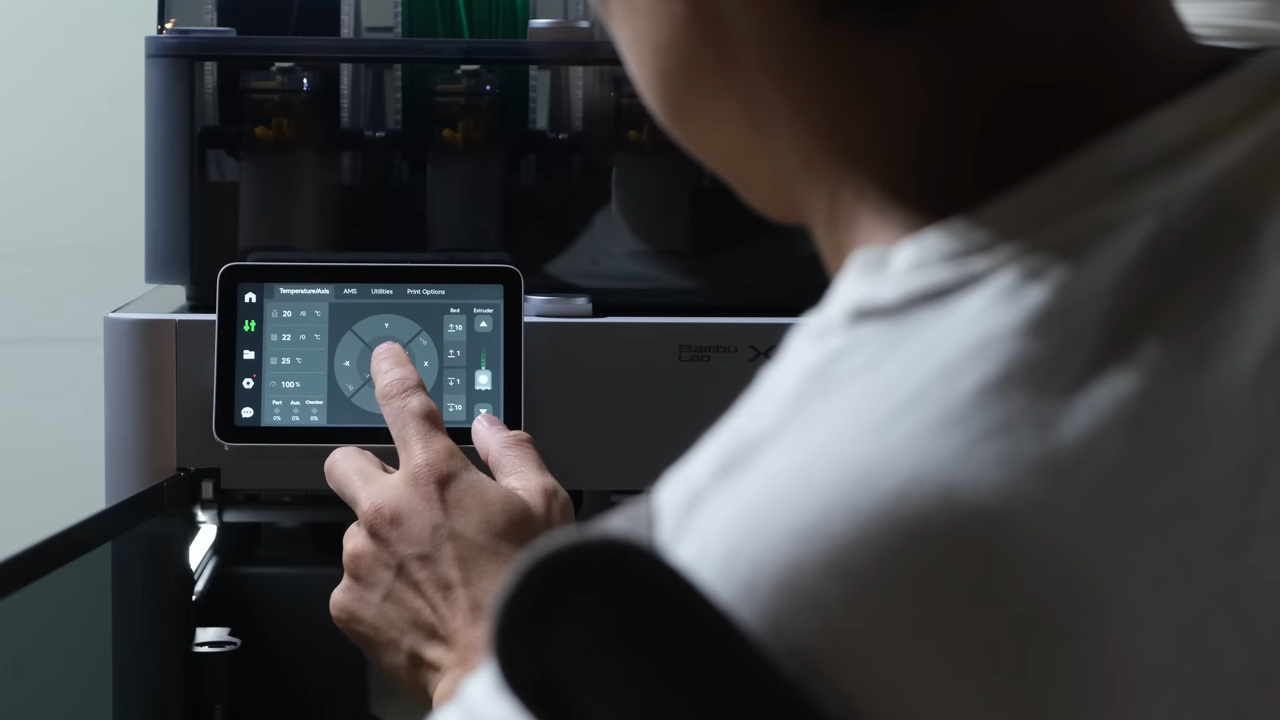 Temperature/Axis AMS Utilities Print Options
Bed Extruder
20 /0 °C
22 /0 °C
25 °C
100%
Part Aux. Chamber
0% 0% 0%
Y
-X X
10
1
1
10
Bambu
Lab X